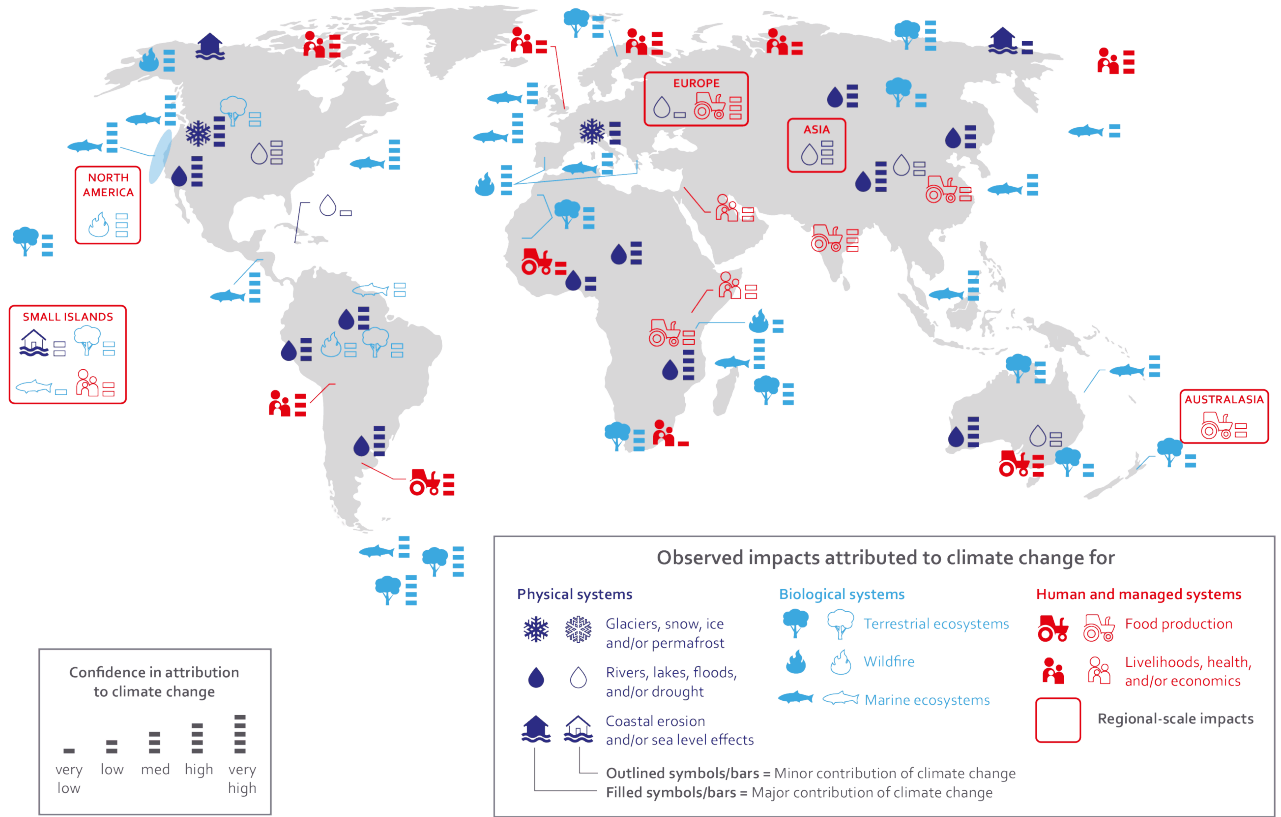 EUROPE
ASIA
NORTH
AMERICA
SMALL ISLANDS
AUSTRALASIA
Observed impacts attributed to climate change for
Physical systems
Glaciers, snow, ice
and/or permafrost
Rivers, lakes, floods,
and/or drought
Coastal erosion
and/or sea level effects
Biological systems
Terrestrial ecosystems
Wildfire
Marine ecosystems
Human and managed systems
Food production
Livelihoods, health,
and/or economics
Regional-scale impacts
Outlined symbols/bars = Minor contribution of climate change
Filled symbols/bars = Major contribution of climate change
Confidence in attribution
to climate change
very
low
low
med
high
very
high